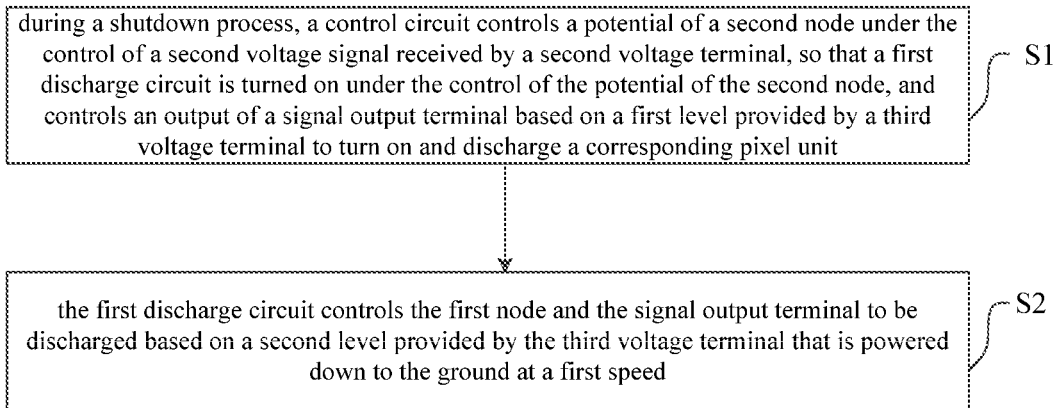 during a shutdown process, a control circuit controls a potential of a second node under the
control of a second voltage signal received by a second voltage terminal, so that a first
discharge circuit is turned on under the control of the potential of the second node, and
controls an output of a signal output terminal based on a first level provided by a third
voltage terminal to turn on and discharge a corresponding pixel unit
S1
the first discharge circuit controls the first node and the signal output terminal to be
discharged based on a second level provided by the third voltage terminal that is powered
down to the ground at a first speed
S2